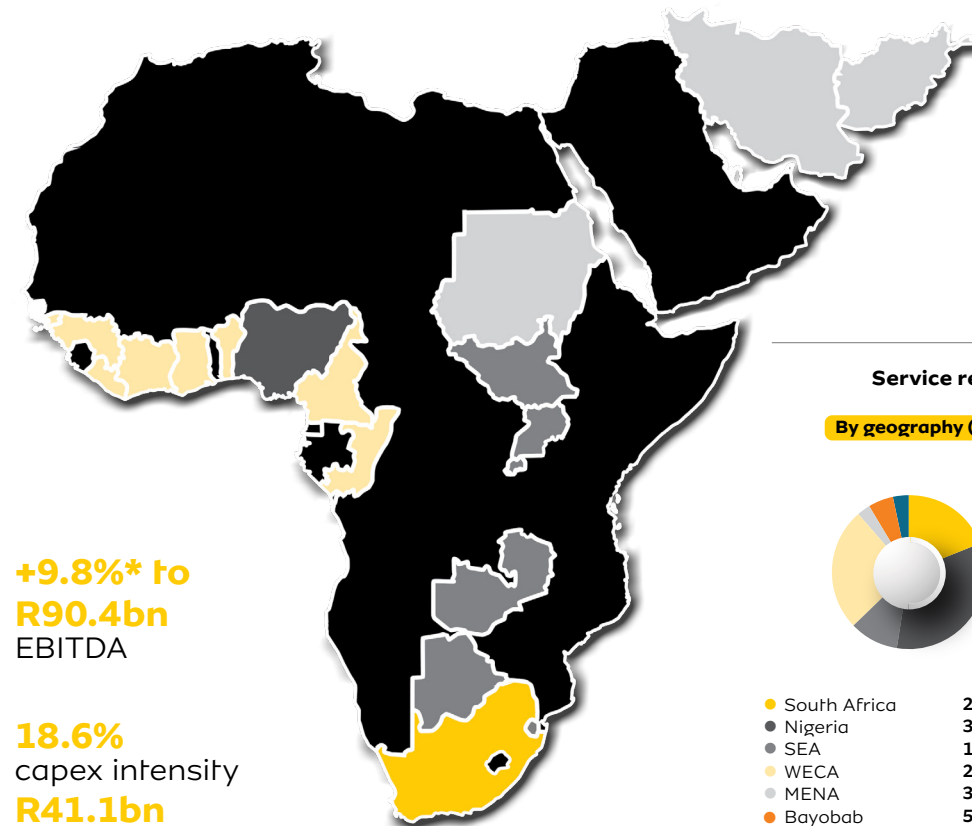 +9.8%* to
R90.4bn
EBITDA
18.6%
capex intensity
R41.1bn
Service re
By geography (
South Africa 2
Nigeria 3
SEA 1
WECA 2
MENA 3
Bayobab 5